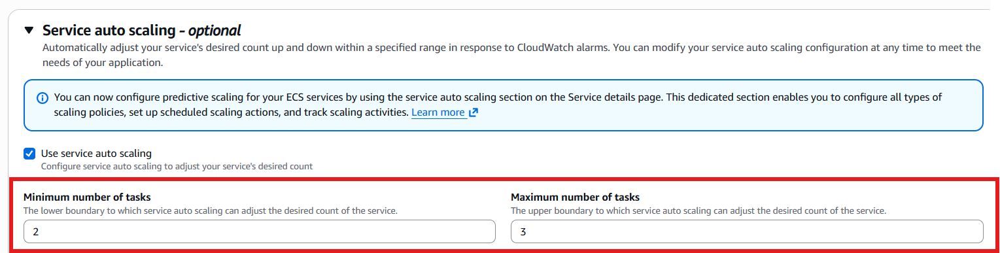 Service auto scaling - optional
Automatically adjust your service's desired count up and down within a specified range in response to CloudWatch alarms. You can modify your service auto scaling configuration at any time to meet the
needs of your application.
You can now configure predictive scaling for your ECS services by using the service auto scaling section on the Service details page. This dedicated section enables you to configure all types of
scaling policies, set up scheduled scaling actions, and track scaling activities. Learn more
Use service auto scaling
Configure service auto scaling to adjust your service's desired count
Minimum number of tasks
The lower boundary to which service auto scaling can adjust the desired count of the service.
2
Maximum number of tasks
The upper boundary to which service auto scaling can adjust the desired count of the service.
3